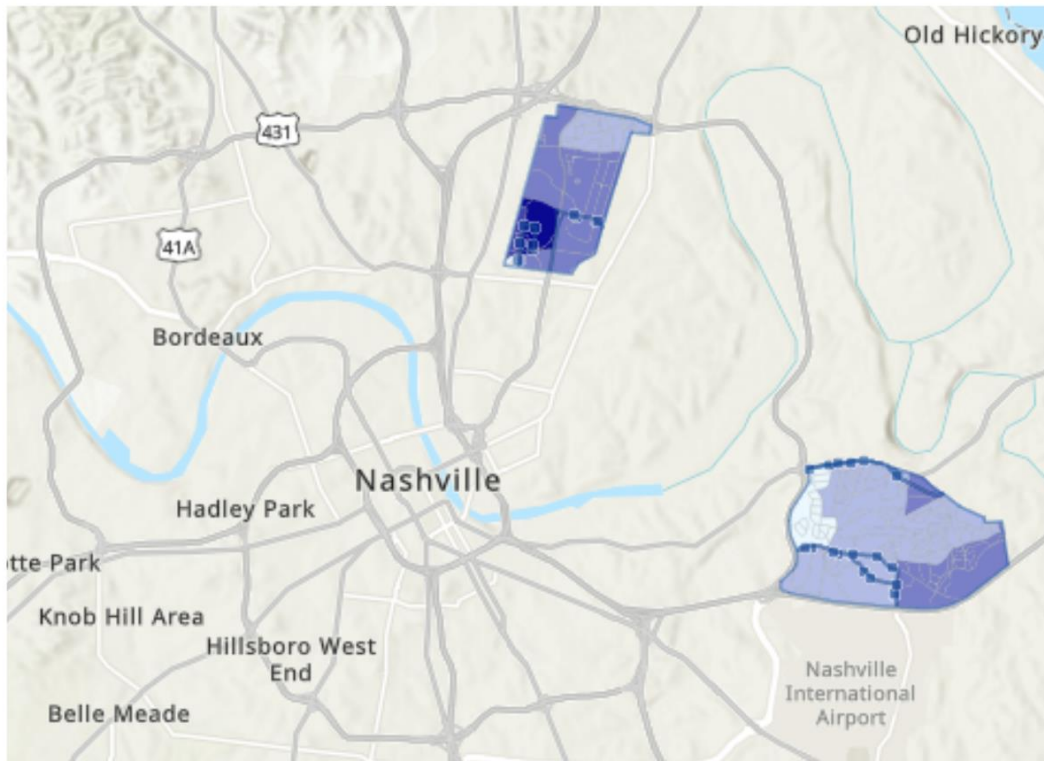 Old Hickory
431
41A
Bordeaux
Nashville
Hadley Park
otte Park
Knob Hill Area
Hillsboro West
End
Nashville
International
Airport
Belle Meade